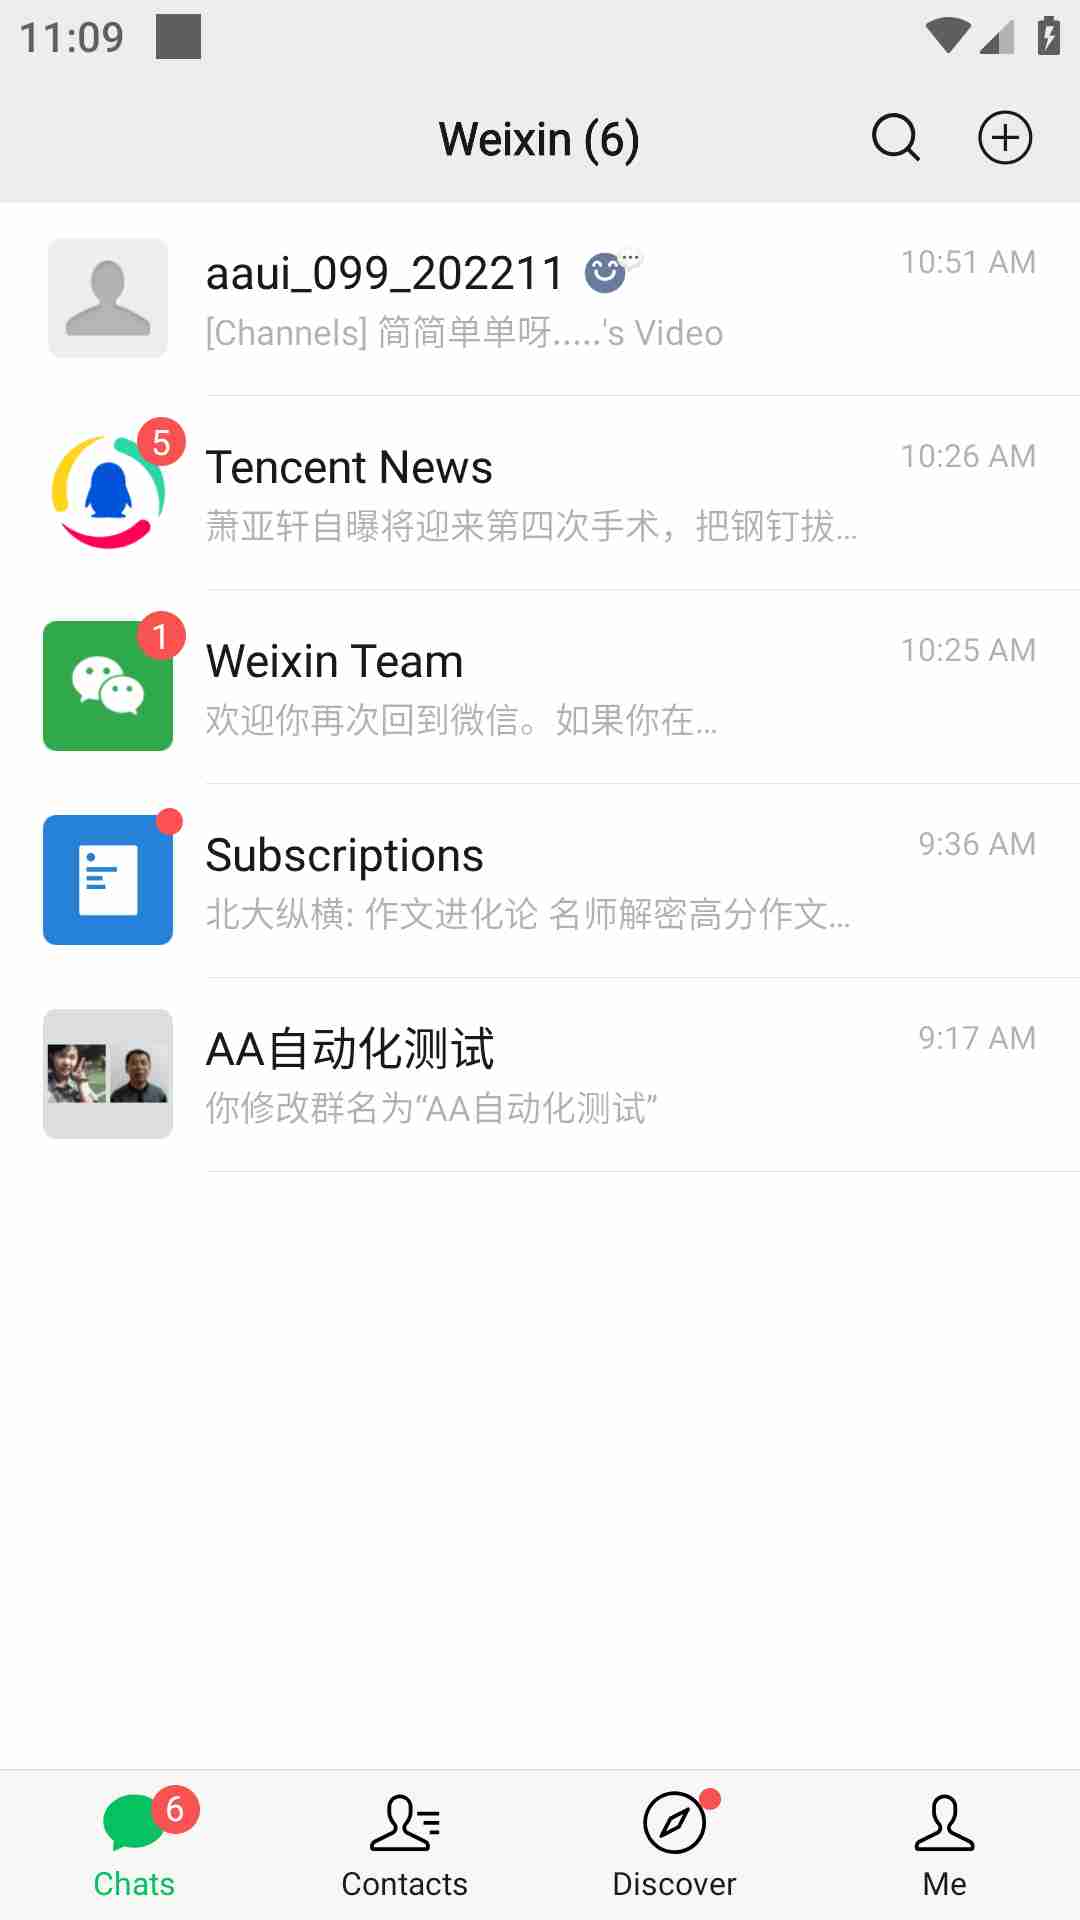 11:09
Weixin (6)
aaui_099_202211
10:51 AM
[Channels] 简简单单呀.....'s Video
5
Tencent News
10:26 AM
萧亚轩自曝将迎来第四次手术，把钢钉拔...
1
Weixin Team
10:25 AM
欢迎你再次回到微信。如果你在...
Subscriptions
9:36 AM
北大纵横: 作文进化论 名师解密高分作文...
AA自动化测试
9:17 AM
你修改群名为“AA自动化测试”
6
Chats
Contacts
Discover
Me